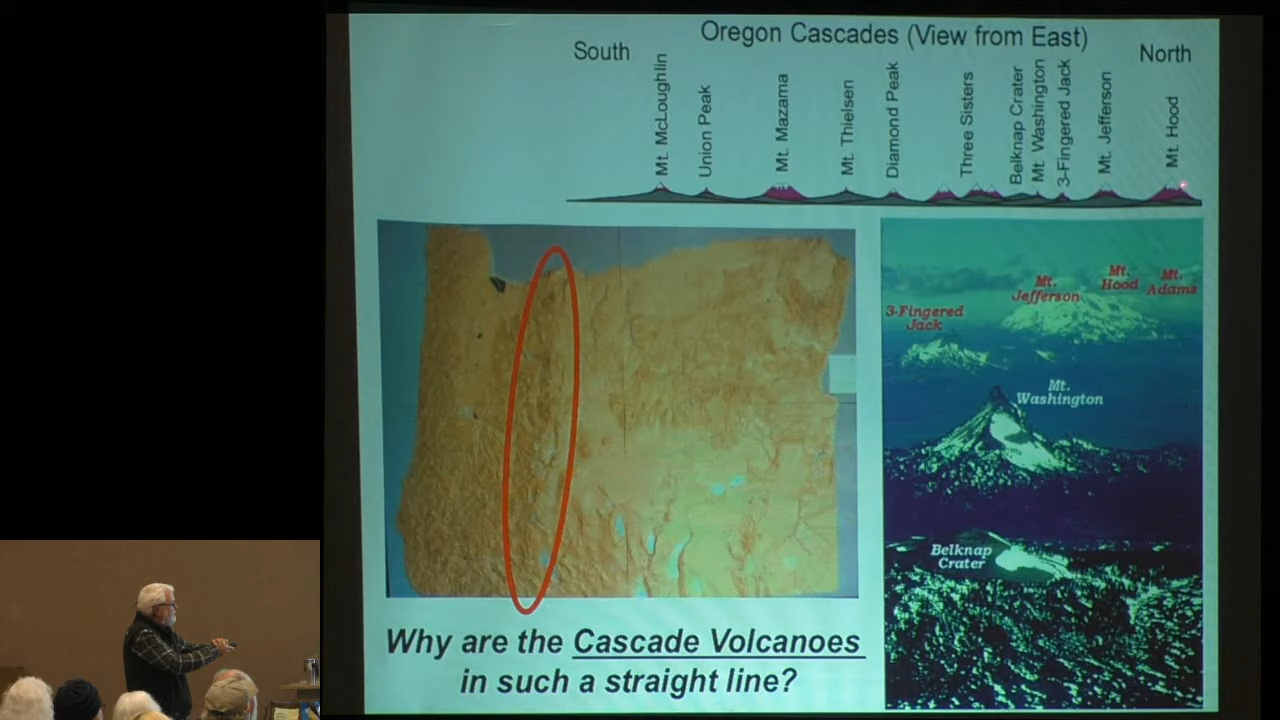 Oregon Cascades (View from East)
South
North
Mt. McLoughlin
Union Peak
Mt. Mazama
Mt. Thielsen
Diamond Peak
Three Sisters
Belknap Crater
Mt. Washington
3-Fingered Jack
Mt. Jefferson
Mt. Hood
Mt.
Jefferson
Mt.
Hood
Mt.
Adams
3-Fingered
Jack
Mt.
Washington
Belknap
Crater
Why are the Cascade Volcanoes
in such a straight line?